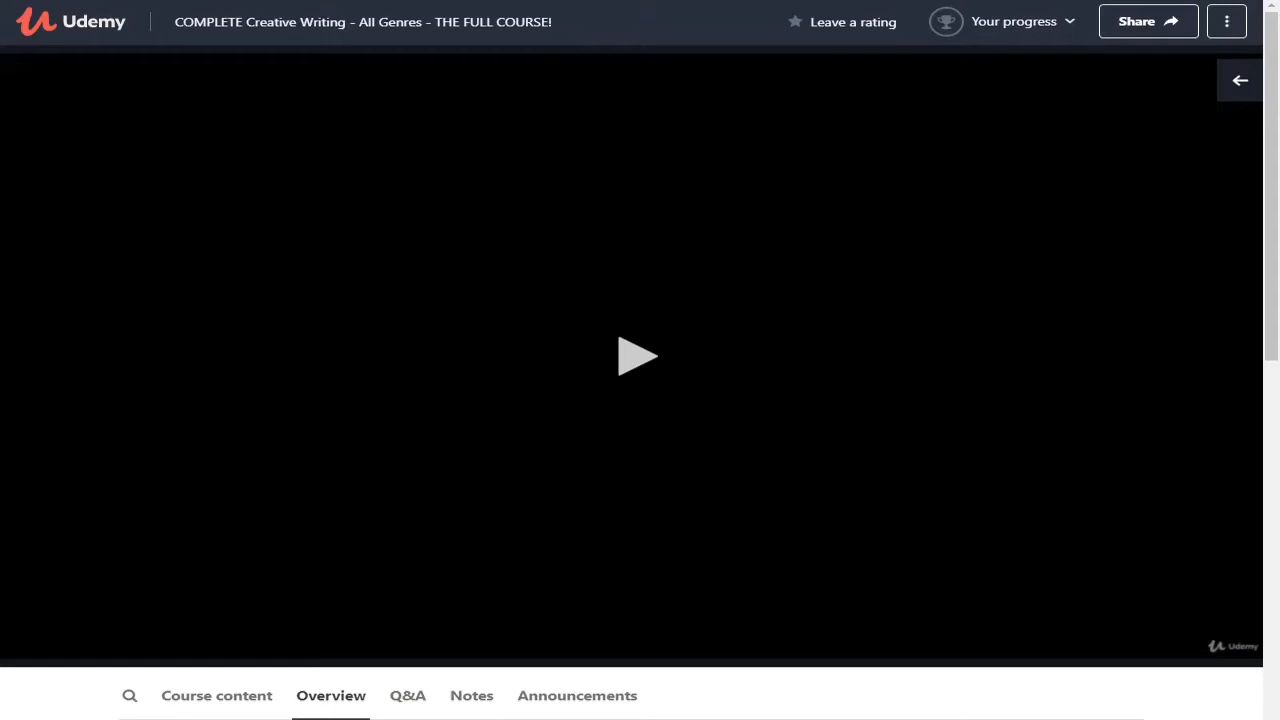 Udemy
COMPLETE Creative Writing - All Genres - THE FULL COURSE!
Leave a rating
Your progress
Share
Udemy
Course content
Overview
Q&A
Notes
Announcements